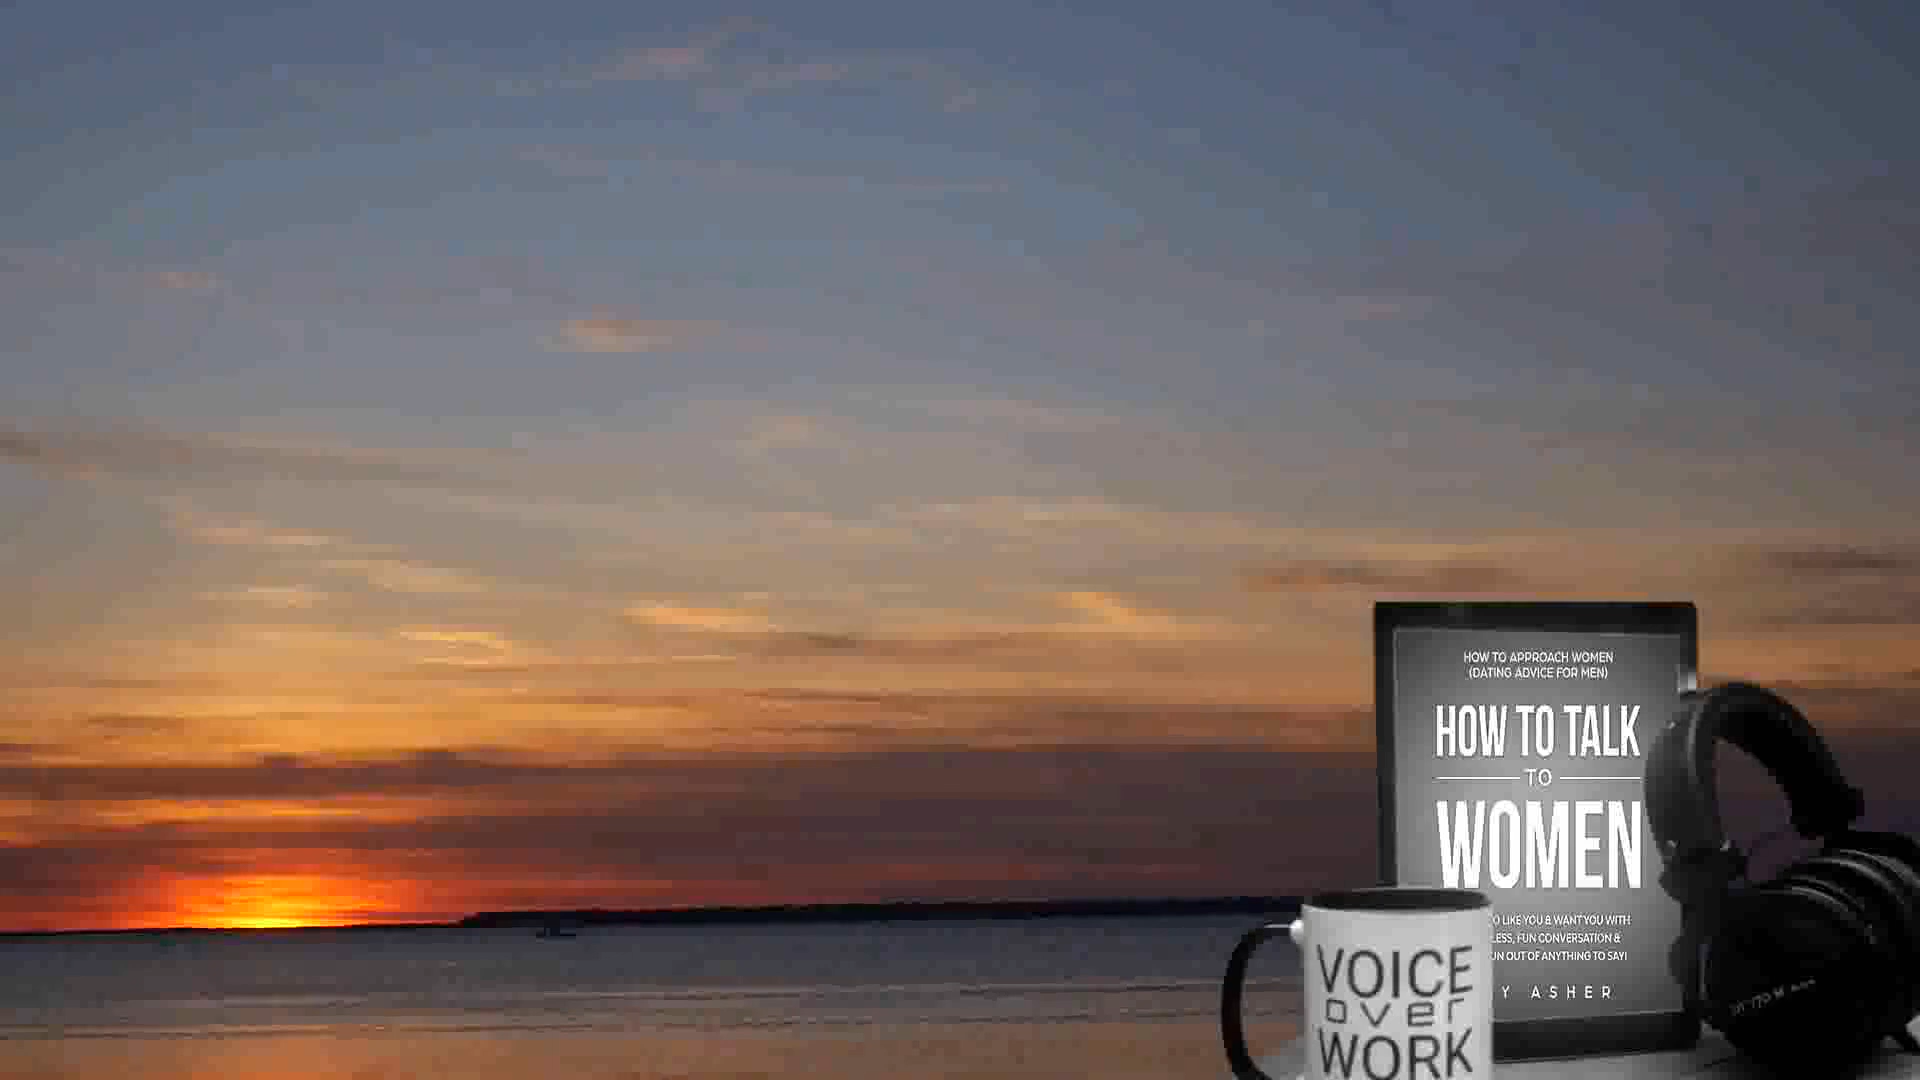 HOW TO APPROACH WOMEN
(DATING ADVICE FOR MEN)
HOW TO TALK
TO
WOMEN
LIKE YOU & WANT YOU WITH
FUN CONVERSATION &
OUT OF ANYTHING TO SAY!
ASHER
VOICE
over
WORK